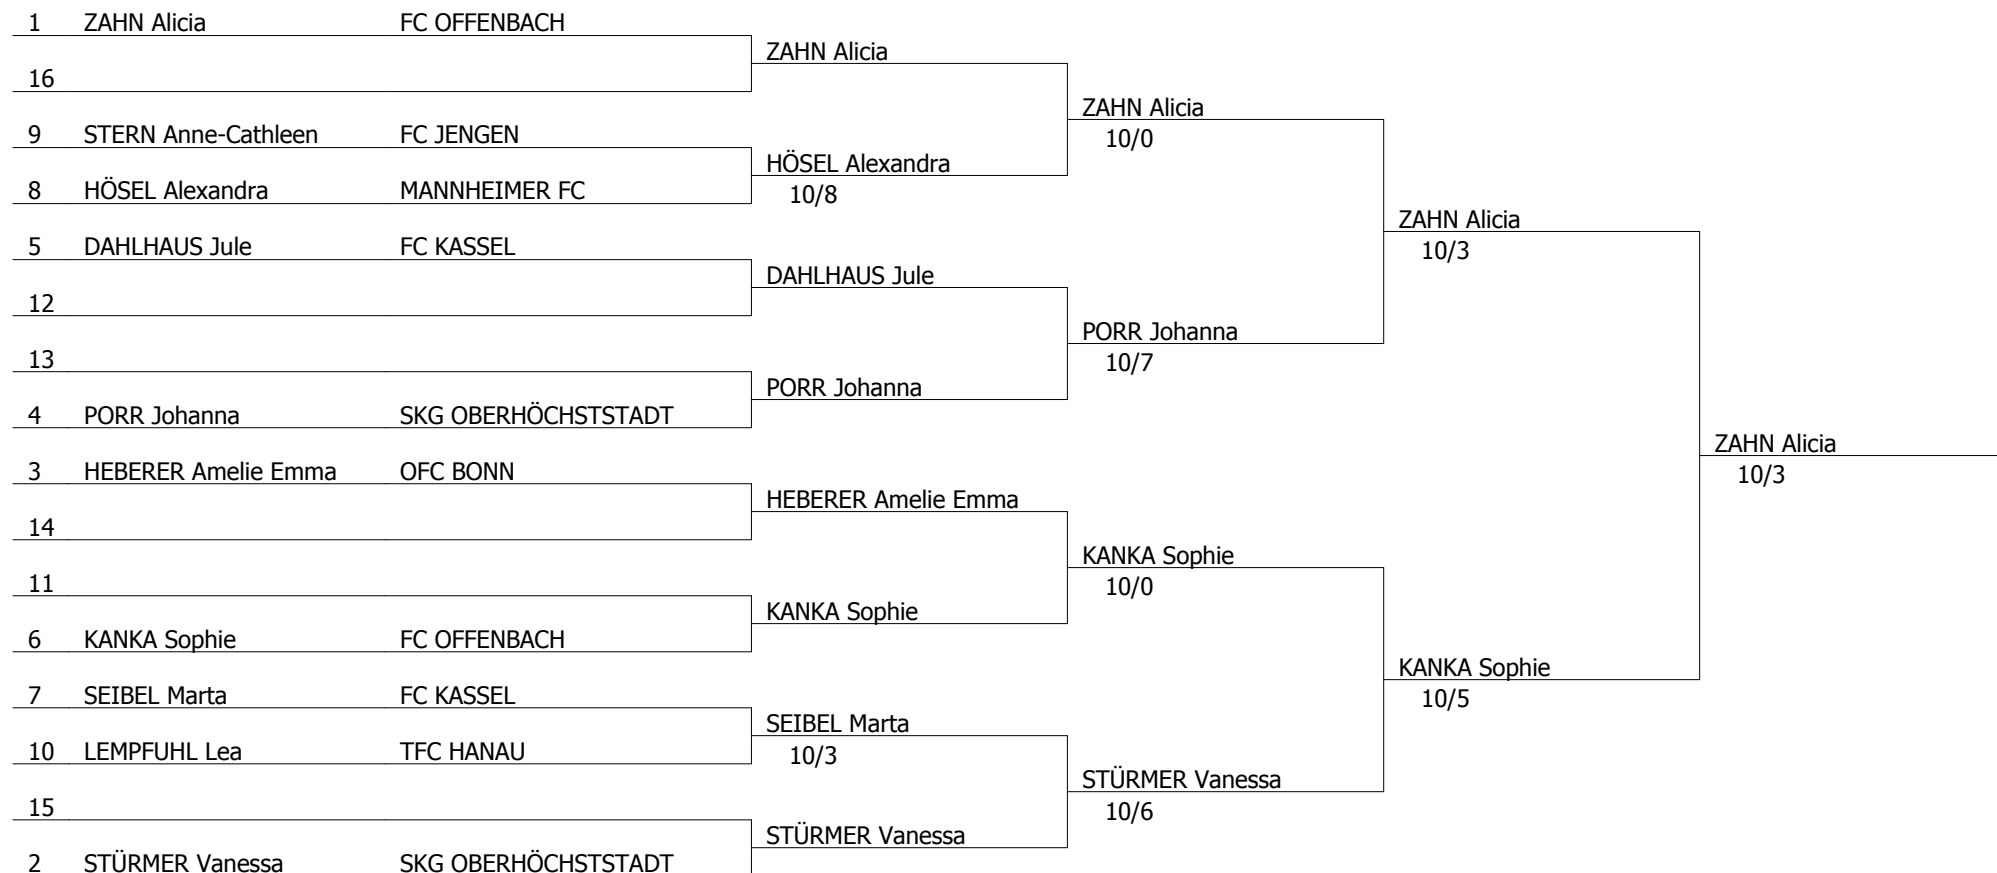 1 ZAHN Alicia FC OFFENBACH
ZAHN Alicia
16
ZAHN Alicia
10/0
9 STERN Anne-Cathleen FC JENGEN
HÖSEL Alexandra
10/8
8 HÖSEL Alexandra MANNHEIMER FC
ZAHN Alicia
10/3
5 DAHLHAUS Jule FC KASSEL
DAHLHAUS Jule
12
PORR Johanna
10/7
13
PORR Johanna
4 PORR Johanna SKG OBERHÖCHSTSTADT
ZAHN Alicia
10/3
3 HEBERER Amelie Emma OFC BONN
HEBERER Amelie Emma
14
KANKA Sophie
10/0
11
KANKA Sophie
6 KANKA Sophie FC OFFENBACH
KANKA Sophie
10/5
7 SEIBEL Marta FC KASSEL
SEIBEL Marta
10/3
10 LEMPFUHL Lea TFC HANAU
STÜRMER Vanessa
10/6
15
STÜRMER Vanessa
2 STÜRMER Vanessa SKG OBERHÖCHSTSTADT